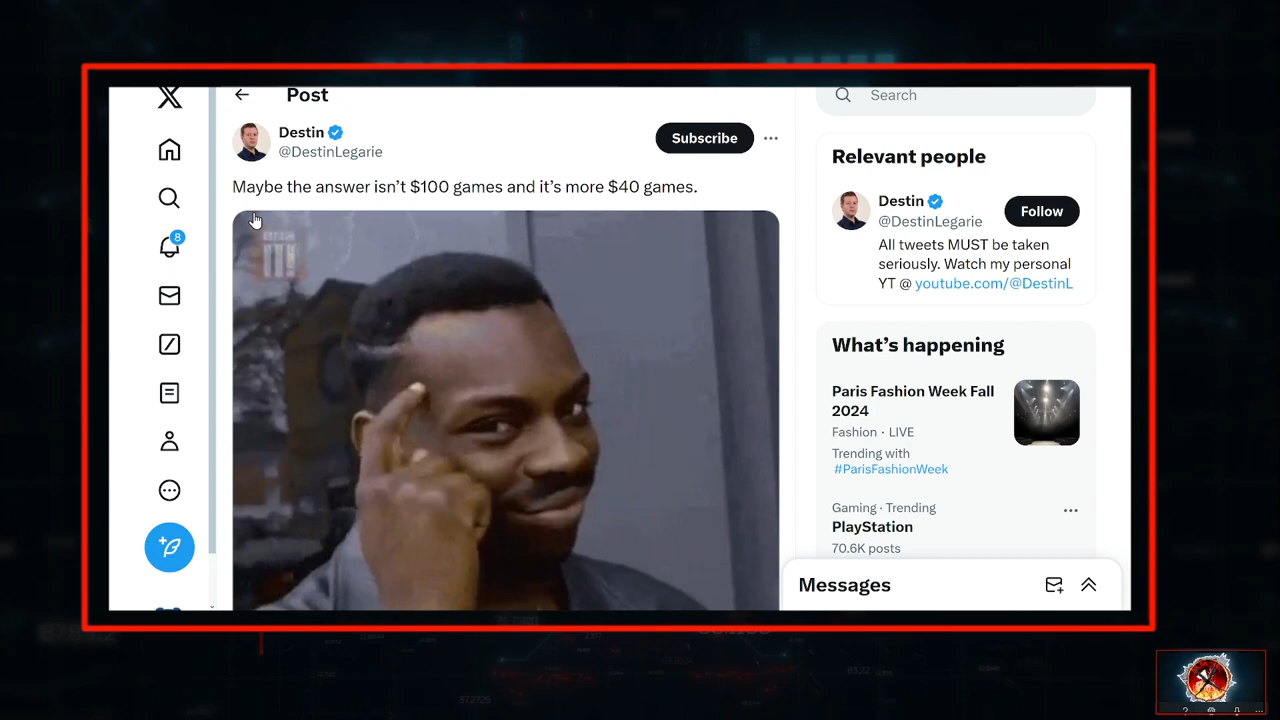 Post
Search
Destin
@DestinLegarie
Subscribe
Maybe the answer isn’t $100 games and it’s more $40 games.
8
Relevant people
Destin
@DestinLegarie
Follow
All tweets MUST be taken
seriously. Watch my personal
YT @ youtube.com/@DestinL
What’s happening
Paris Fashion Week Fall
2024
Fashion · LIVE
Trending with
#ParisFashionWeek
Gaming · Trending
PlayStation
70.6K posts
Messages